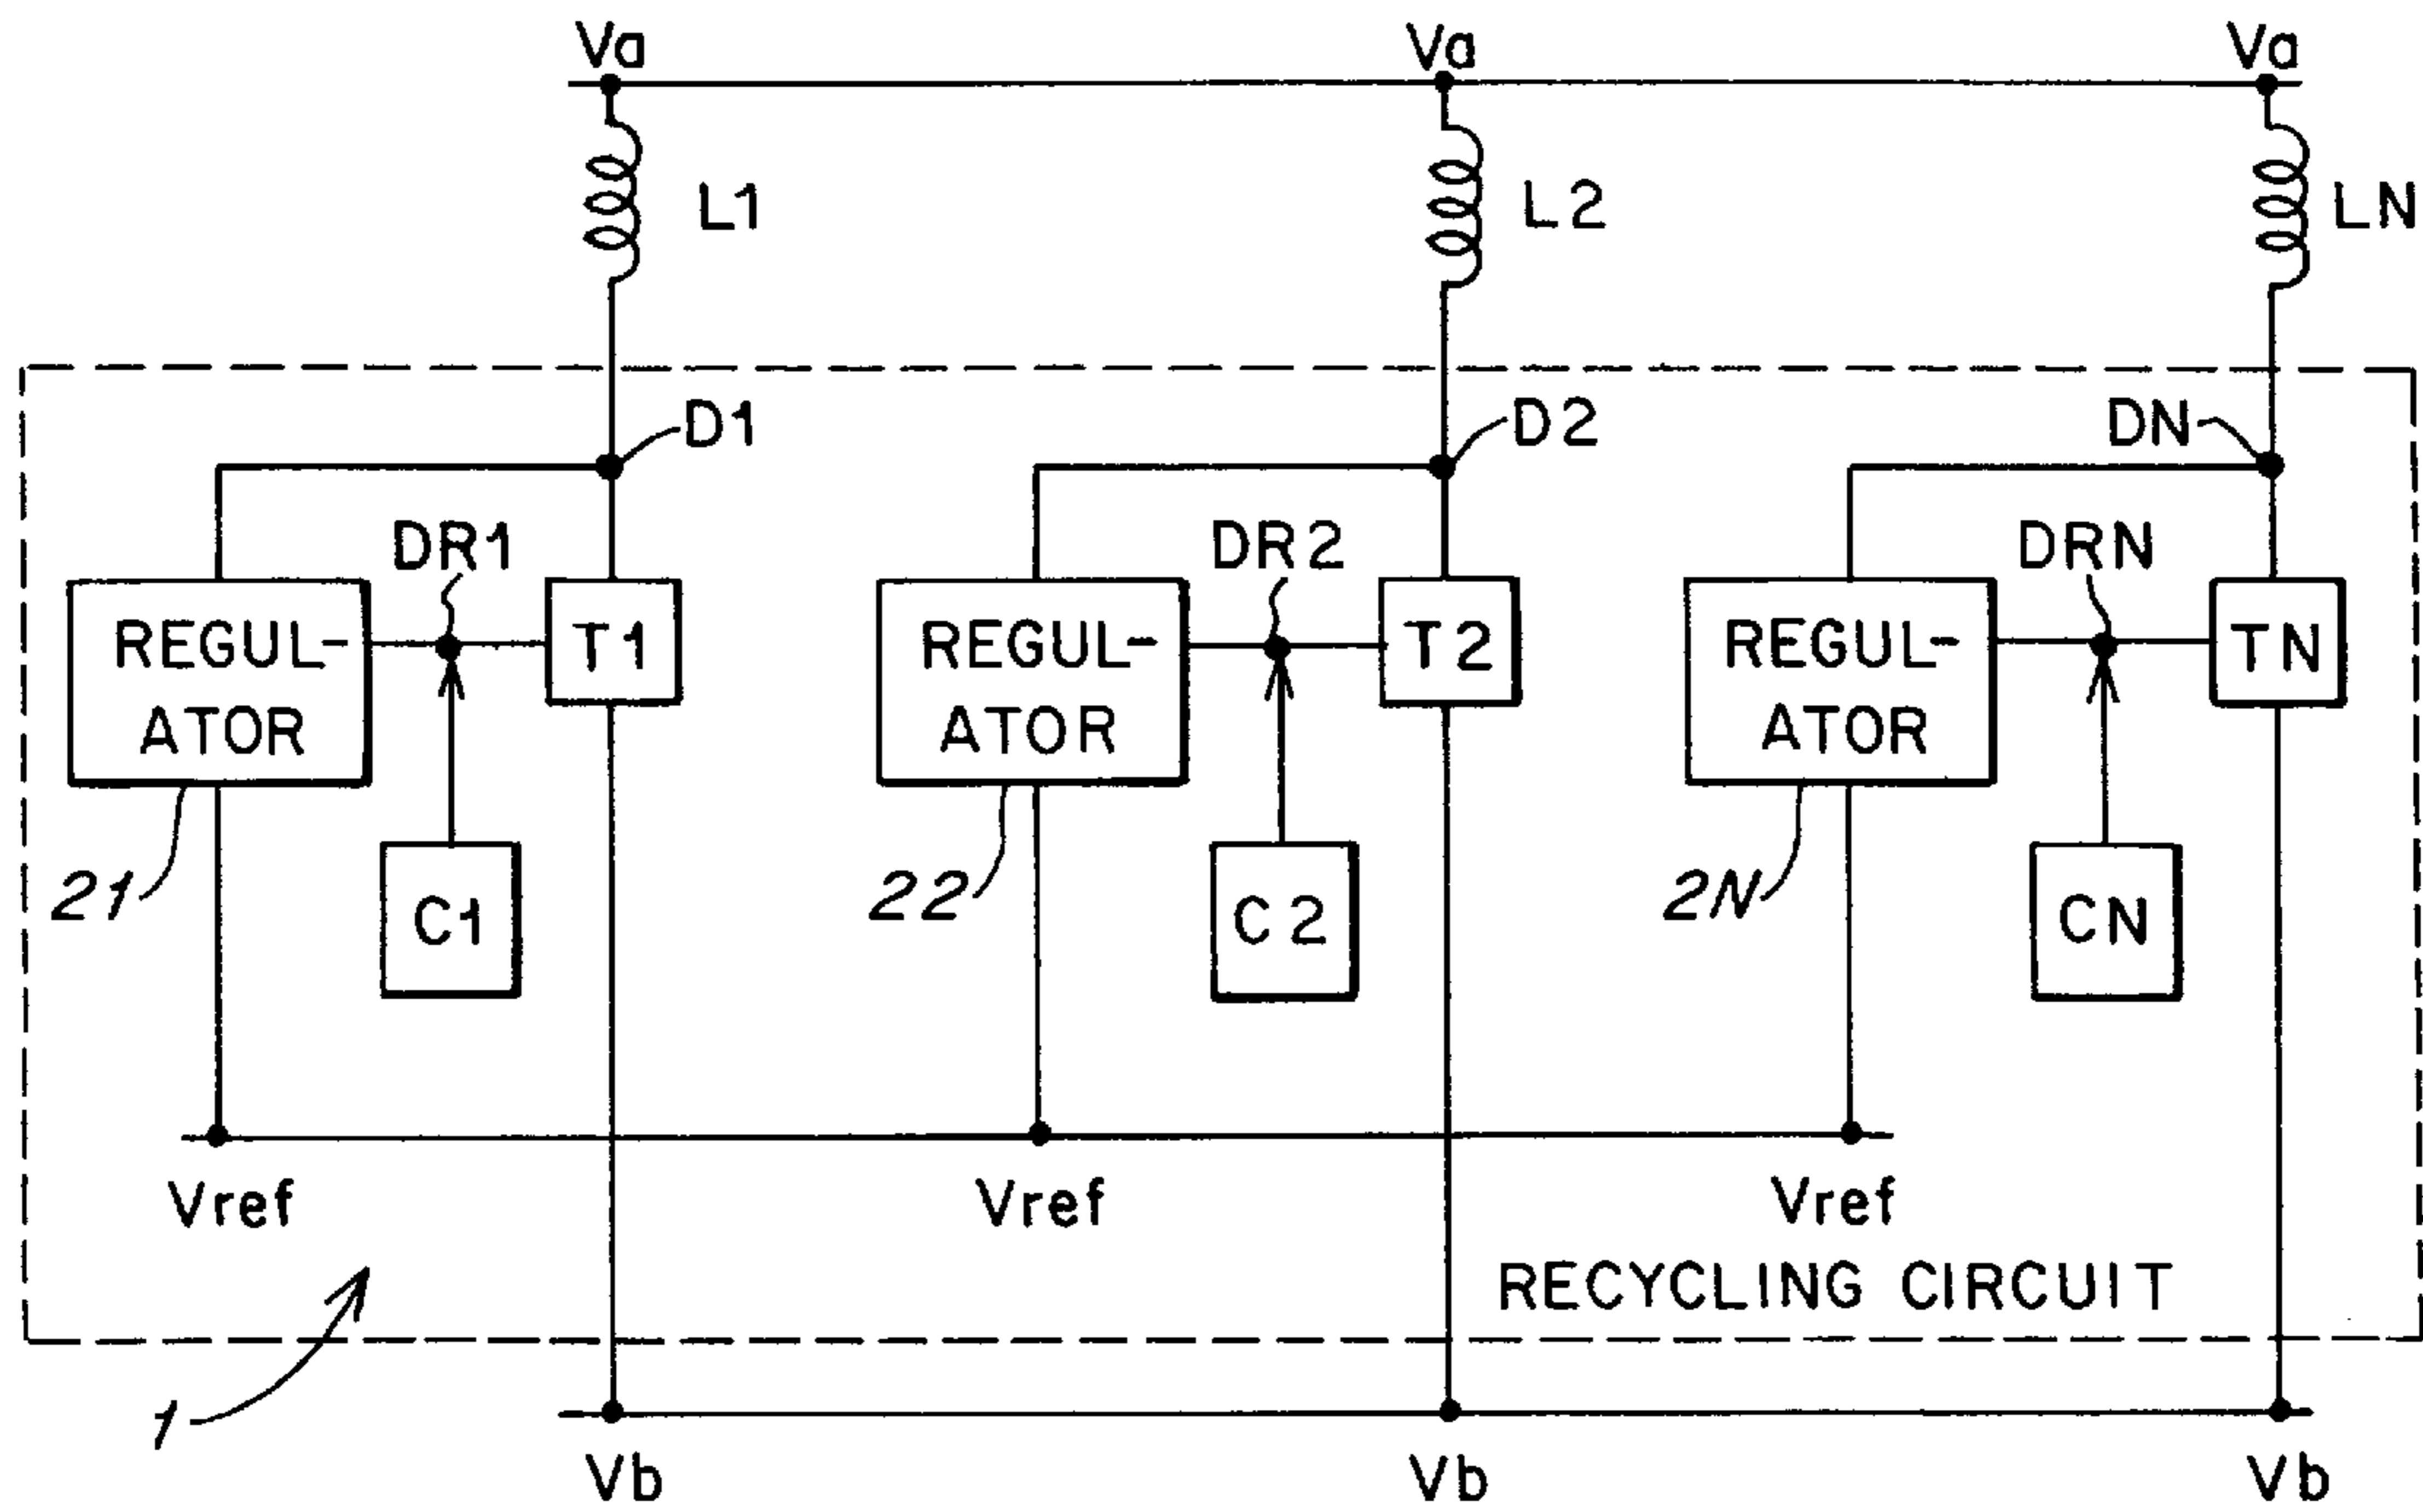 Va Va Va
L1 L2 LN
D1 D2 DN
DR1 DR2 DRN
REGUL- T1 REGUL- T2 REGUL- TN
ATOR ATOR ATOR
21 C1 22 C2 2N CN
Vref Vref Vref
RECYCLING CIRCUIT
1
Vb Vb Vb